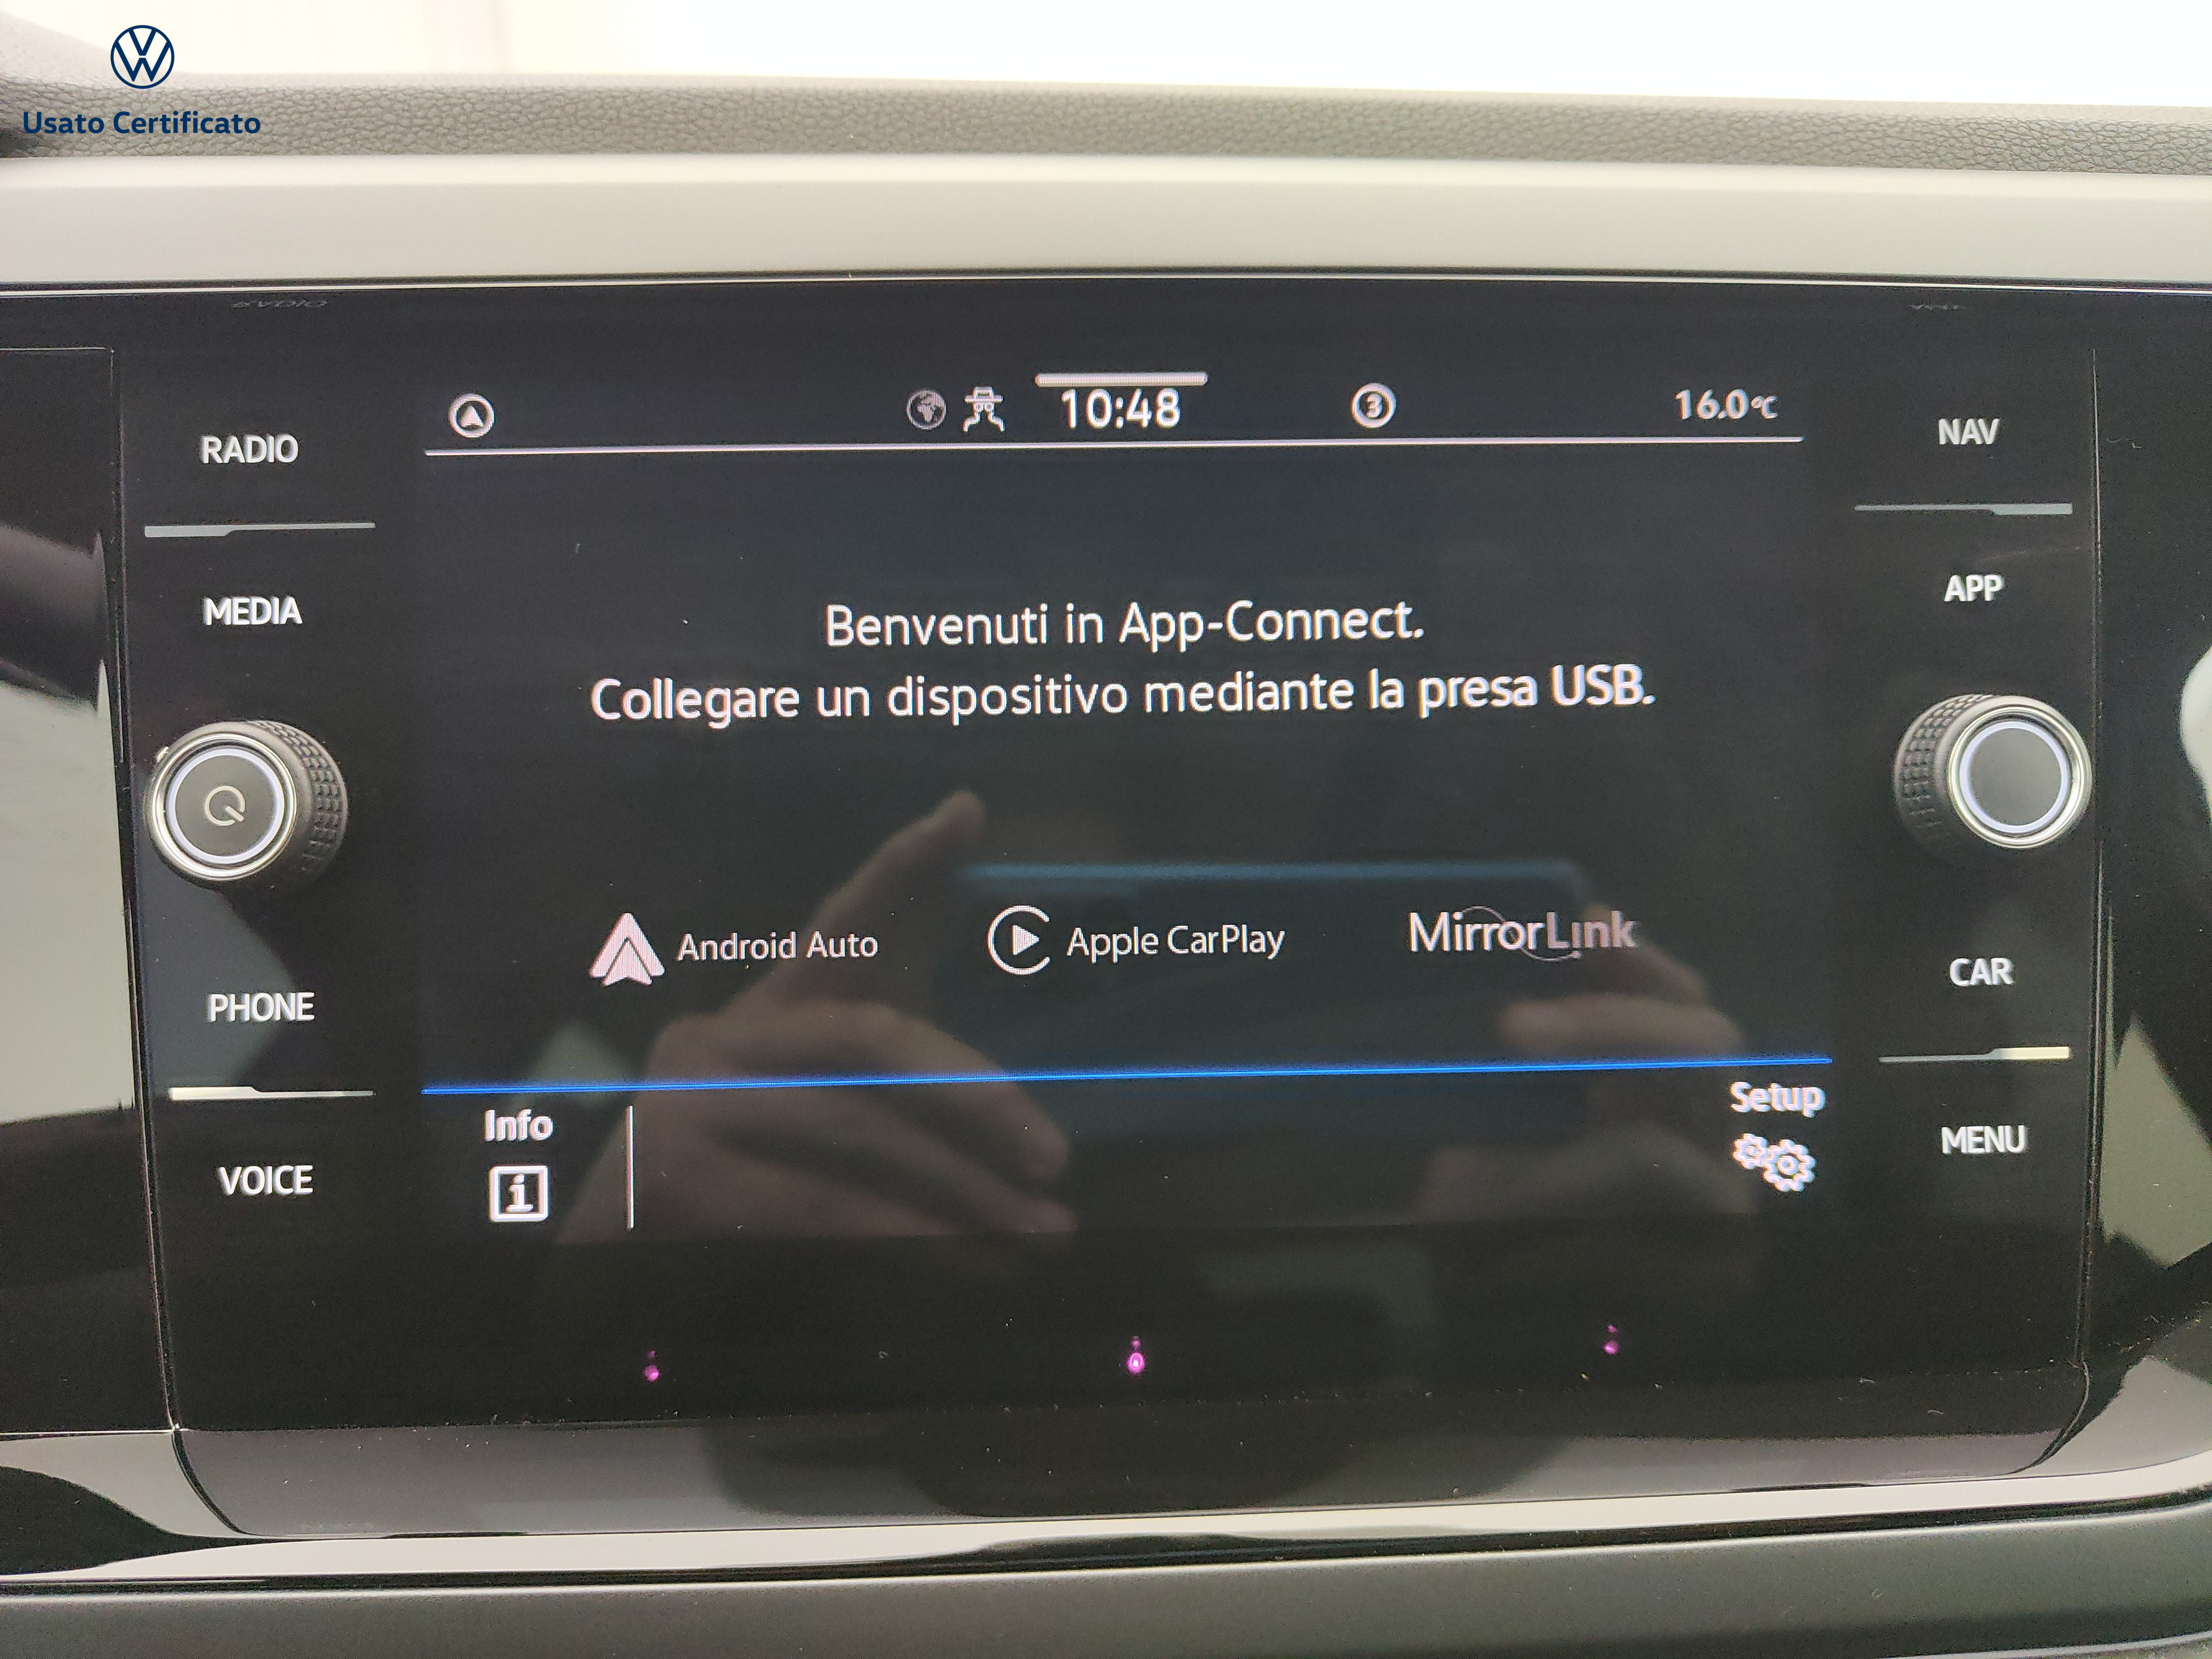 Usato Certificato
10:48
3
16.0°C
RADIO
NAV
MEDIA
APP
Benvenuti in App-Connect.
Collegare un dispositivo mediante la presa USB.
Android Auto
Apple CarPlay
MirrorLink
PHONE
CAR
Info
Setup
VOICE
MENU